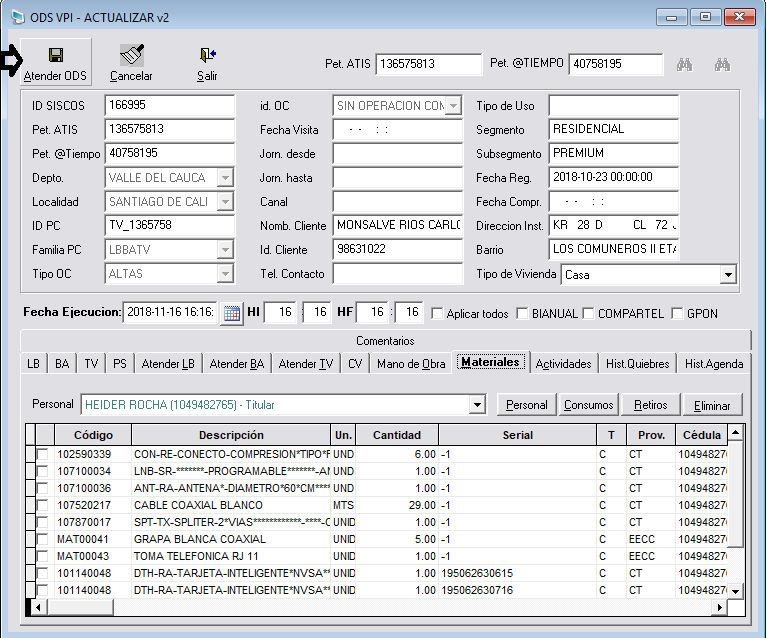 ODS VPI - ACTUALIZAR v2
Atender ODS Cancelar Salir Pet. ATIS 136575813 Pet. @TIEMPO 40758195
ID SISCOS 166995 id. OC SIN OPERACION COM Tipo de Uso
Pet. ATIS 136575813 Fecha Visita - - : : Segmento RESIDENCIAL
Pet. @Tiempo 40758195 Jorn. desde Subsegmento PREMIUM
Depto. VALLE DEL CAUCA Jorn. hasta Fecha Reg. 2018-10-23 00:00:00
Localidad SANTIAGO DE CALI Canal Fecha Compr. - - : :
ID PC TV_1365758 Nomb. Cliente MONSALVE RIOS CARLO Direccion Inst. KR 28 D CL 72 J
Familia PC LBBATV Id. Cliente 98631022 Barrio LOS COMUNEROS II ETA
Tipo OC ALTAS Tel. Contacto Tipo de Vivienda Casa
Fecha Ejecucion: 2018-11-16 16:16: HI 16 : 16 HF 16 : 16 Aplicar todos BIANUAL COMPARTEL GPON
Comentarios
LB BA TV PS Atender LB Atender BA Atender TV CV Mano de Obra Materiales Actividades Hist.Quiebres Hist.Agenda
Personal HEIDER ROCHA (1049482765) - Titular Personal Consumos Retiros Eliminar
Código Descripción Un. Cantidad Serial T Prov. Cédula
102590339 CON-RE-CONECTO-COMPRESION*TIPO*F UND 6.00 -1 C CT 10494827
107100034 LNB-SR-*******-PROGRAMABLE*******-AN UND 1.00 -1 C CT 10494827
107100036 ANT-RA-ANTENA*-DIAMETRO*60*CM**** UND 1.00 -1 C CT 10494827
107520217 CABLE COAXIAL BLANCO MTS 29.00 -1 C CT 10494827
107870017 SPT-TX-SPLITER-2*VIAS************-****-C UNID 1.00 -1 C CT 10494827
MAT00041 GRAPA BLANCA COAXIAL UNID 5.00 -1 C EECC 10494827
MAT00043 TOMA TELEFONICA RJ 11 UNID 1.00 -1 C EECC 10494827
101140048 DTH-RA-TARJETA-INTELIGENTE*NVSA** UNID 1.00 195062630615 C CT 10494827
101140048 DTH-RA-TARJETA-INTELIGENTE*NVSA** UNID 1.00 195062630716 C CT 10494827